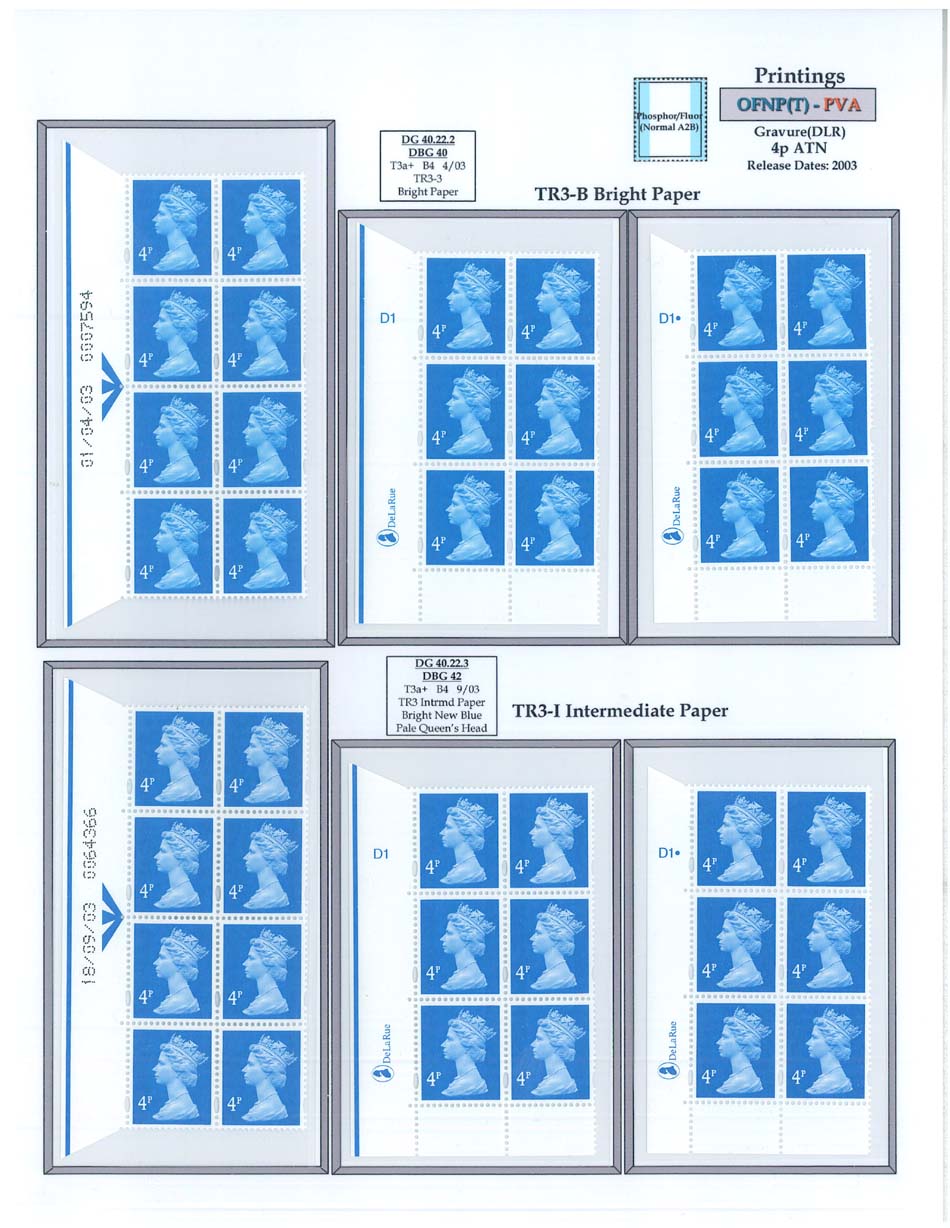 Printings
OFNP(T) - PVA
Gravure(DLR)
4p ATN
Release Dates: 2003
Phosphor/Fluor
(Normal A2B)
DG 40.22.2
DBG 40
T3a+ B4 4/03
TR3-3
Bright Paper
TR3-B Bright Paper
01/04/03 0007594
4P 4P
4P 4P
4P 4P
4P 4P
D1
4P 4P
4P 4P
DeLaRue
4P 4P
D1•
4P 4P
4P 4P
DeLaRue
4P 4P
DG 40.22.3
DBG 42
T3a+ B4 9/03
TR3 Intrmd Paper
Bright New Blue
Pale Queen's Head
TR3-I Intermediate Paper
18/09/03 0064366
4P 4P
4P 4P
4P 4P
4P 4P
D1
4P 4P
4P 4P
DeLaRue
4P 4P
D1•
4P 4P
4P 4P
DeLaRue
4P 4P